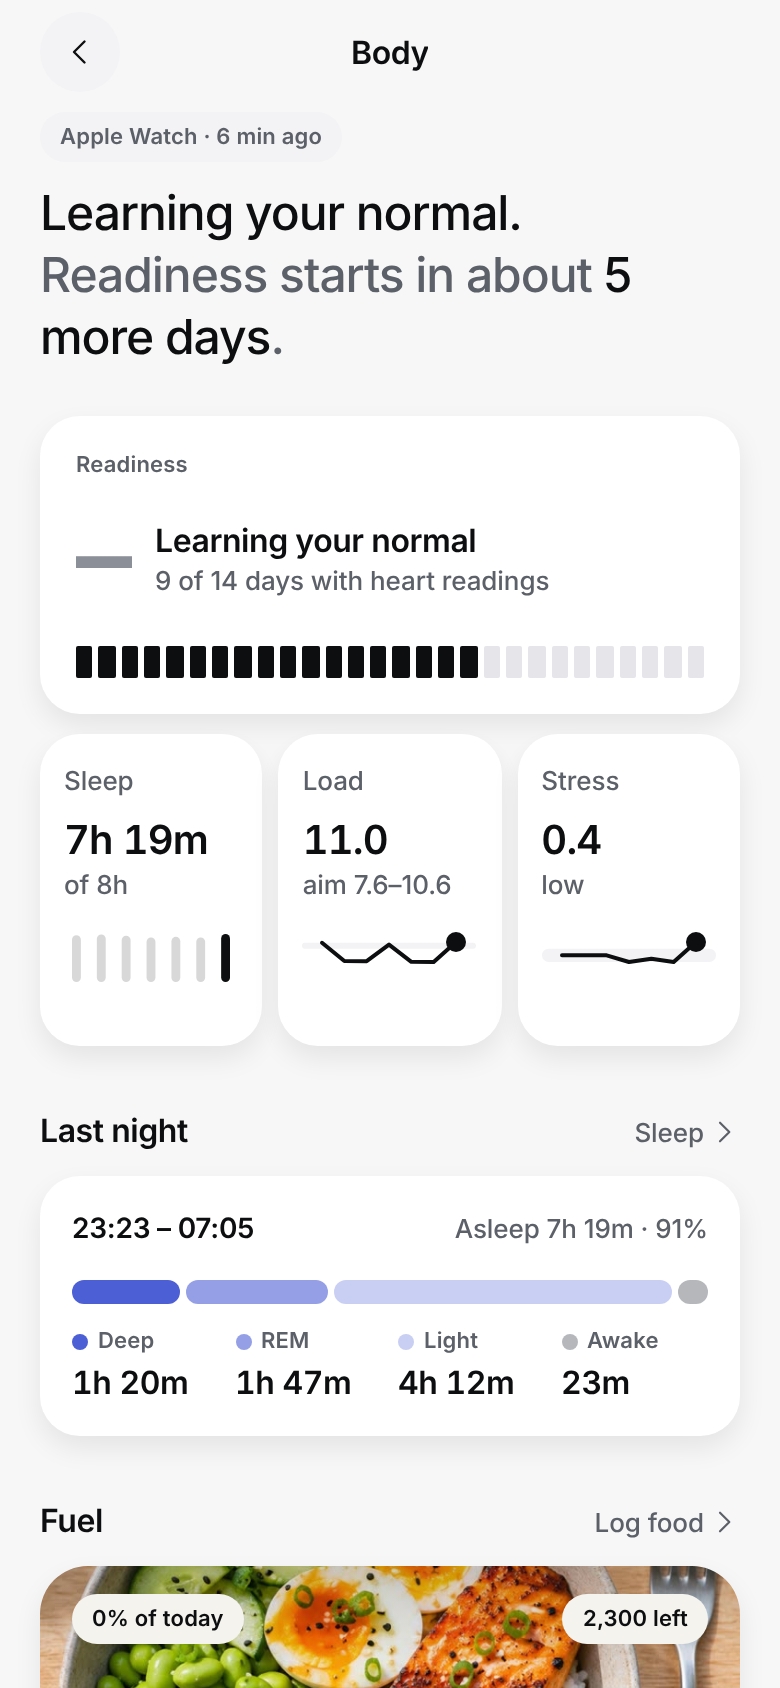 Body
Apple Watch · 6 min ago
Learning your normal.
Readiness starts in about 5
more days.
Readiness
Learning your normal
9 of 14 days with heart readings
Sleep
7h 19m
of 8h
Load
11.0
aim 7.6–10.6
Stress
0.4
low
Last night
Sleep
23:23 – 07:05
Asleep 7h 19m · 91%
Deep
1h 20m
REM
1h 47m
Light
4h 12m
Awake
23m
Fuel
Log food
0% of today
2,300 left